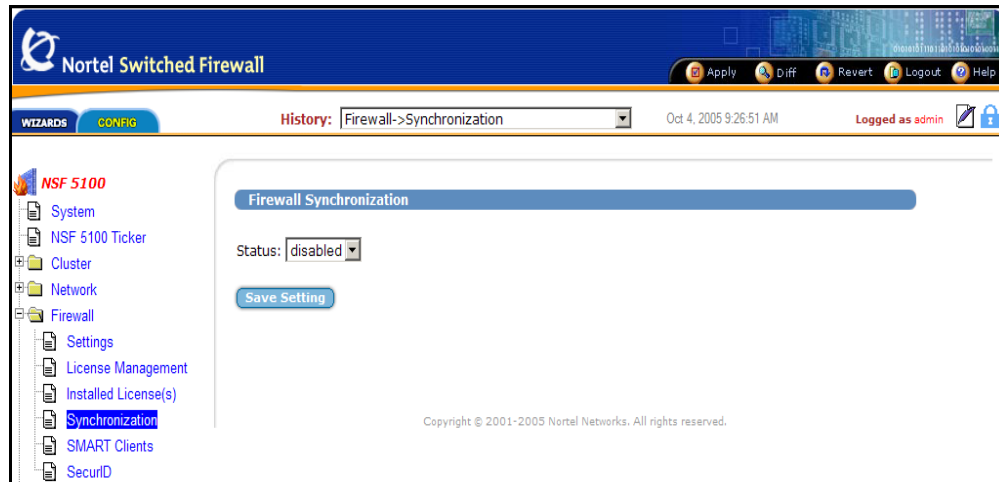 Nortel Switched Firewall
Apply Diff Revert Logout Help
WIZARDS CONFIG
History: Firewall->Synchronization
Oct 4, 2005 9:26:51 AM
Logged as admin
NSF 5100
System
NSF 5100 Ticker
Cluster
Network
Firewall
Settings
License Management
Installed License(s)
Synchronization
SMART Clients
SecurID
Firewall Synchronization
Status: disabled
Save Setting
Copyright © 2001-2005 Nortel Networks. All rights reserved.